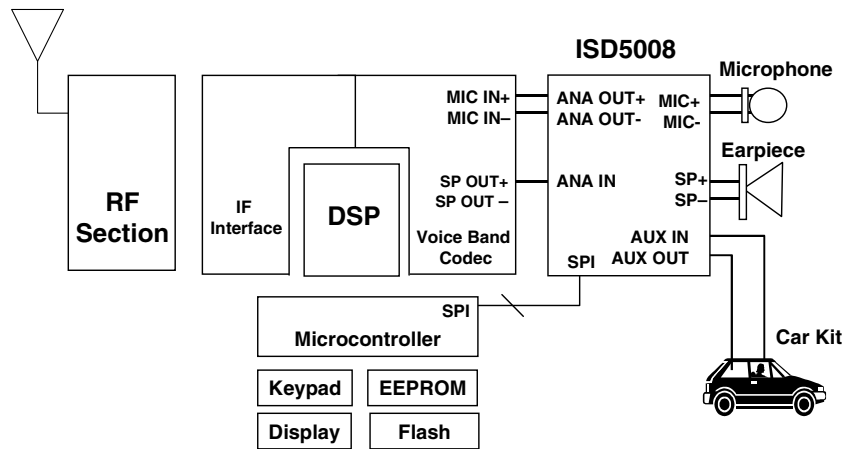 ISD5008
Microphone
MIC IN+
ANA OUT+
MIC+
MIC IN–
ANA OUT-
MIC-
Earpiece
SP OUT+
ANA IN
SP+
SP OUT –
SP–
RF
Section
IF
Interface
DSP
Voice Band
Codec
AUX IN
AUX OUT
SPI
SPI
Microcontroller
Car Kit
Keypad
EEPROM
Display
Flash